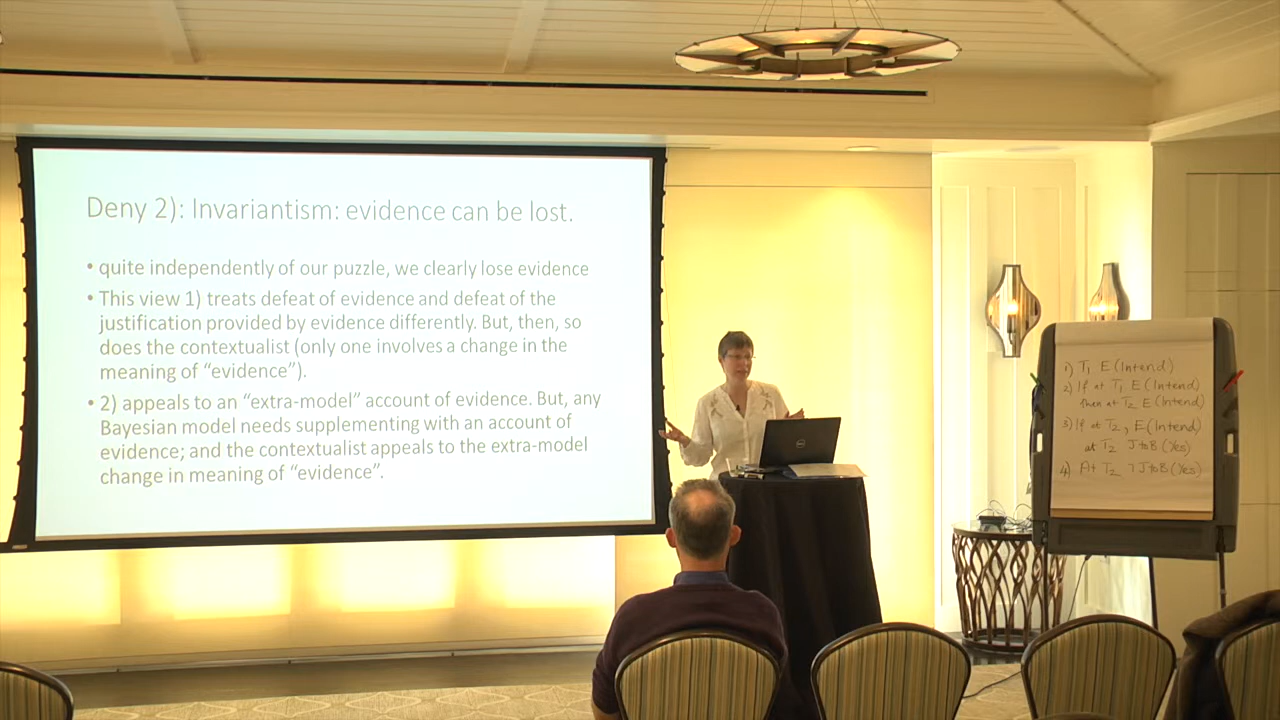 Deny 2): Invariantism: evidence can be lost.
• quite independently of our puzzle, we clearly lose evidence
• This view 1) treats defeat of evidence and defeat of the
justification provided by evidence differently. But, then, so
does the contextualist (only one involves a change in the
meaning of “evidence”).
• 2) appeals to an “extra-model” account of evidence. But, any
Bayesian model needs supplementing with an account of
evidence; and the contextualist appeals to the extra-model
change in meaning of “evidence”.
1) T₁ E (Intend)
2) If at T₁ E (Intend)
then at T₂ E (Intend)
3) If at T₂, E (Intend)
at T₂ J to B (Yes)
4) At T₂ ¬J to B (Yes)
DELL